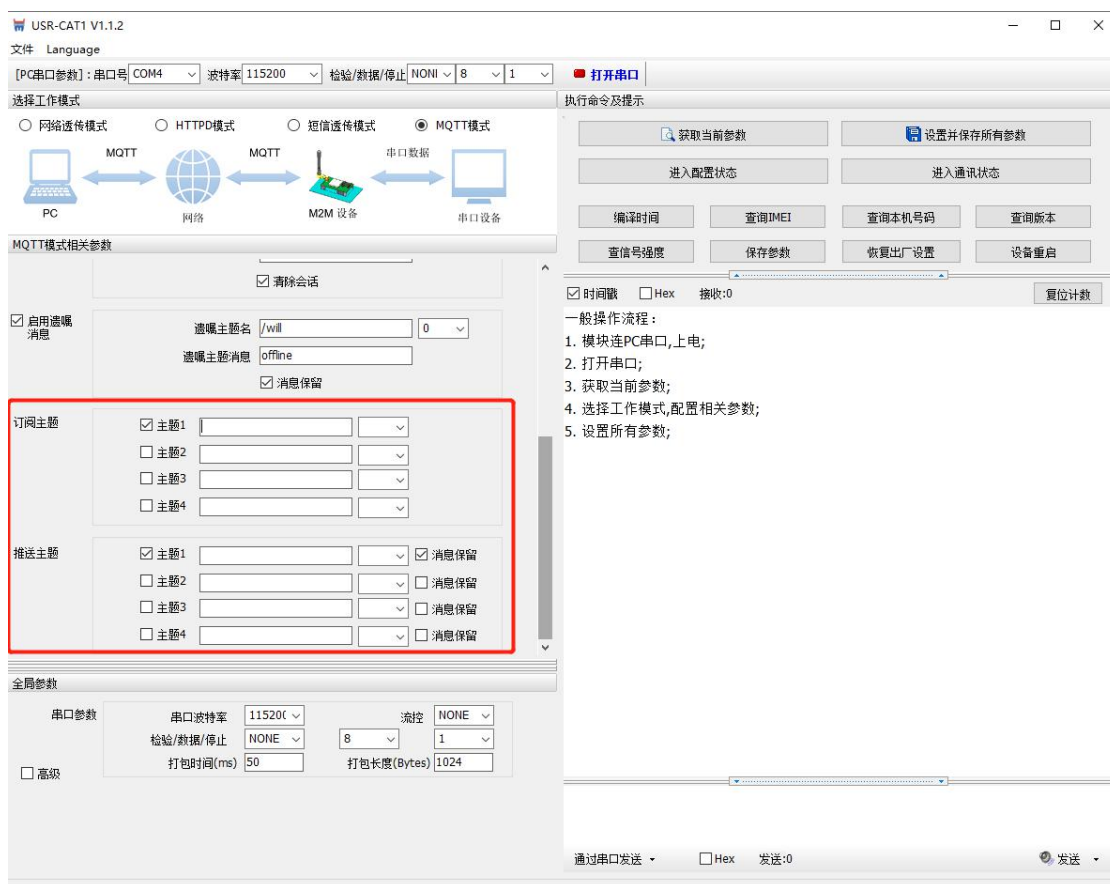 USR-CAT1 V1.1.2
文件 Language
[PC串口参数]:串口号 COM4 波特率 115200 检验/数据/停止 NONI 8 1 打开串口
选择工作模式
网络透传模式 HTTPD模式 短信透传模式 MQTT模式
MQTT MQTT 串口数据
PC 网络 M2M 设备 串口设备
MQTT模式相关参数
清除会话
启用遗嘱消息
遗嘱主题名 /will 0
遗嘱主题消息 offline
消息保留
订阅主题 主题1
主题2
主题3
主题4
推送主题 主题1 消息保留
主题2 消息保留
主题3 消息保留
主题4 消息保留
全局参数
串口参数 串口波特率 11520( 流控 NONE
检验/数据/停止 NONE 8 1
打包时间(ms) 50 打包长度(Bytes) 1024
高级
执行命令及提示
获取当前参数 设置并保存所有参数
进入配置状态 进入通讯状态
编译时间 查询IMEI 查询本机号码 查询版本
查信号强度 保存参数 恢复出厂设置 设备重启
时间戳 Hex 接收:0 复位计数
一般操作流程:
1. 模块连PC串口,上电;
2. 打开串口;
3. 获取当前参数;
4. 选择工作模式,配置相关参数;
5. 设置所有参数;
通过串口发送 Hex 发送:0 发送